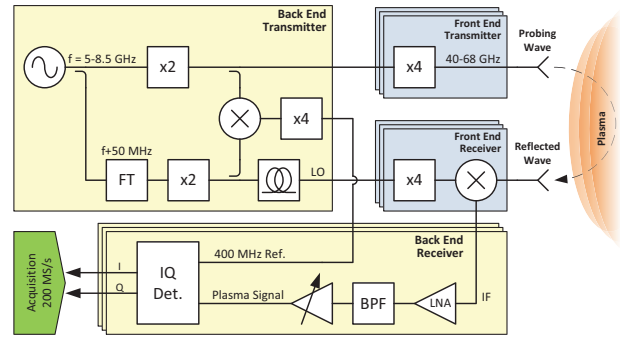 Back End
Transmitter
f = 5-8.5 GHz
x2
x4
f+50 MHz
FT
x2
LO
Front End
Transmitter
x4
40-68 GHz
Probing
Wave
Front End
Receiver
x4
Reflected
Wave
Plasma
Back End
Receiver
400 MHz Ref.
IQ
Det.
I
Q
Plasma Signal
BPF
LNA
IF
Acquisition
200 MS/s